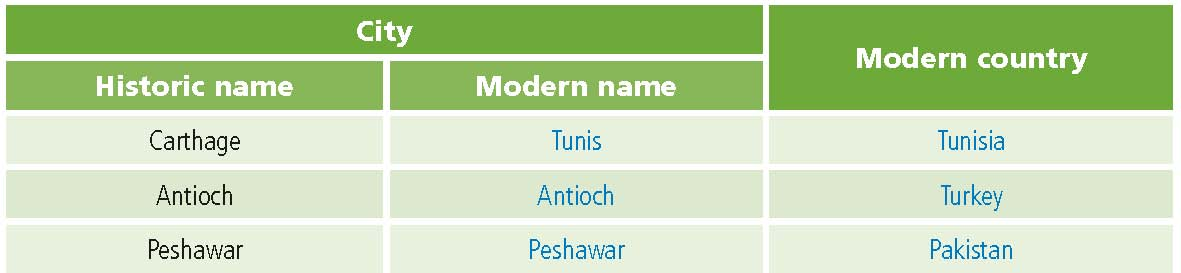 City
Modern country
Historic name Modern name
Carthage Tunis Tunisia
Antioch Antioch Turkey
Peshawar Peshawar Pakistan